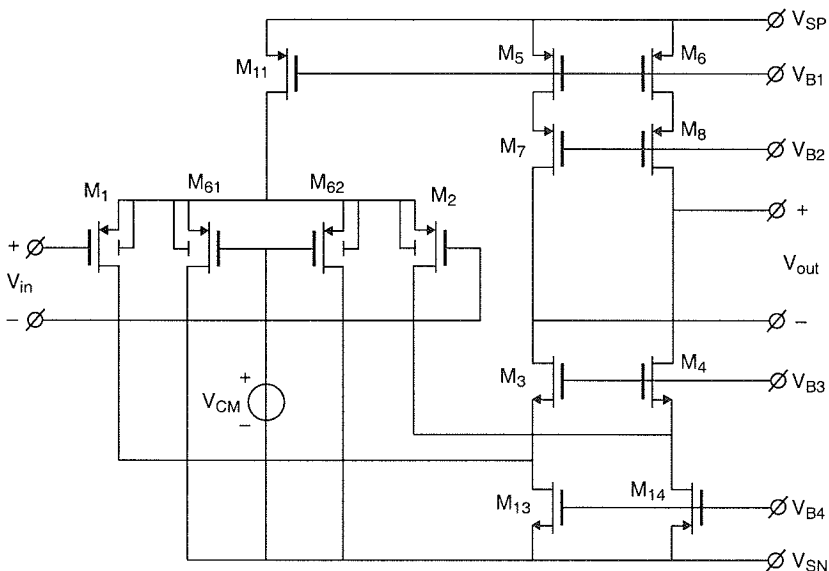 V_SP
M_5
M_6
M_11
V_B1
M_7
M_8
V_B2
M_1
M_61
M_62
M_2
+
+
V_in
V_out
−
−
M_3
M_4
V_B3
+
V_CM
−
M_13
M_14
V_B4
V_SN